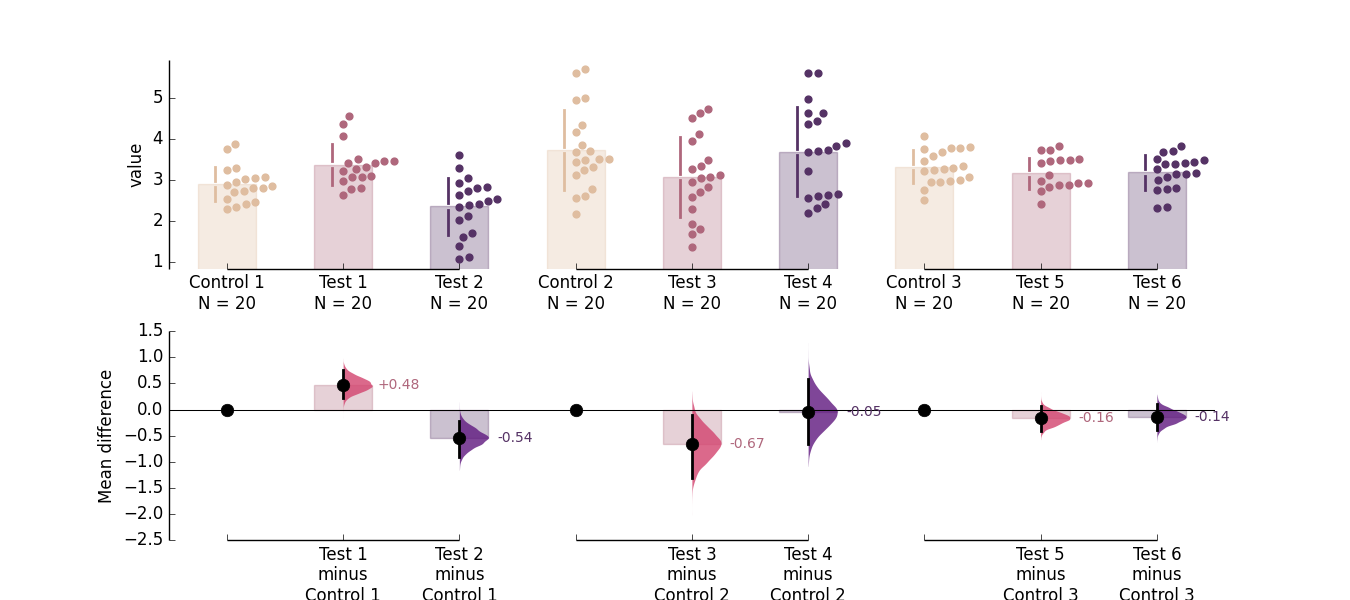 value
5
4
3
2
1
Control 1 Test 1 Test 2 Control 2 Test 3 Test 4 Control 3 Test 5 Test 6
N = 20 N = 20 N = 20 N = 20 N = 20 N = 20 N = 20 N = 20 N = 20
Mean difference
1.5
1.0
0.5
0.0
−0.5
−1.0
−1.5
−2.0
−2.5
+0.48
-0.54
-0.67
-0.05
-0.16
-0.14
Test 1 Test 2 Test 3 Test 4 Test 5 Test 6
minus minus minus minus minus minus
Control 1 Control 1 Control 2 Control 2 Control 3 Control 3